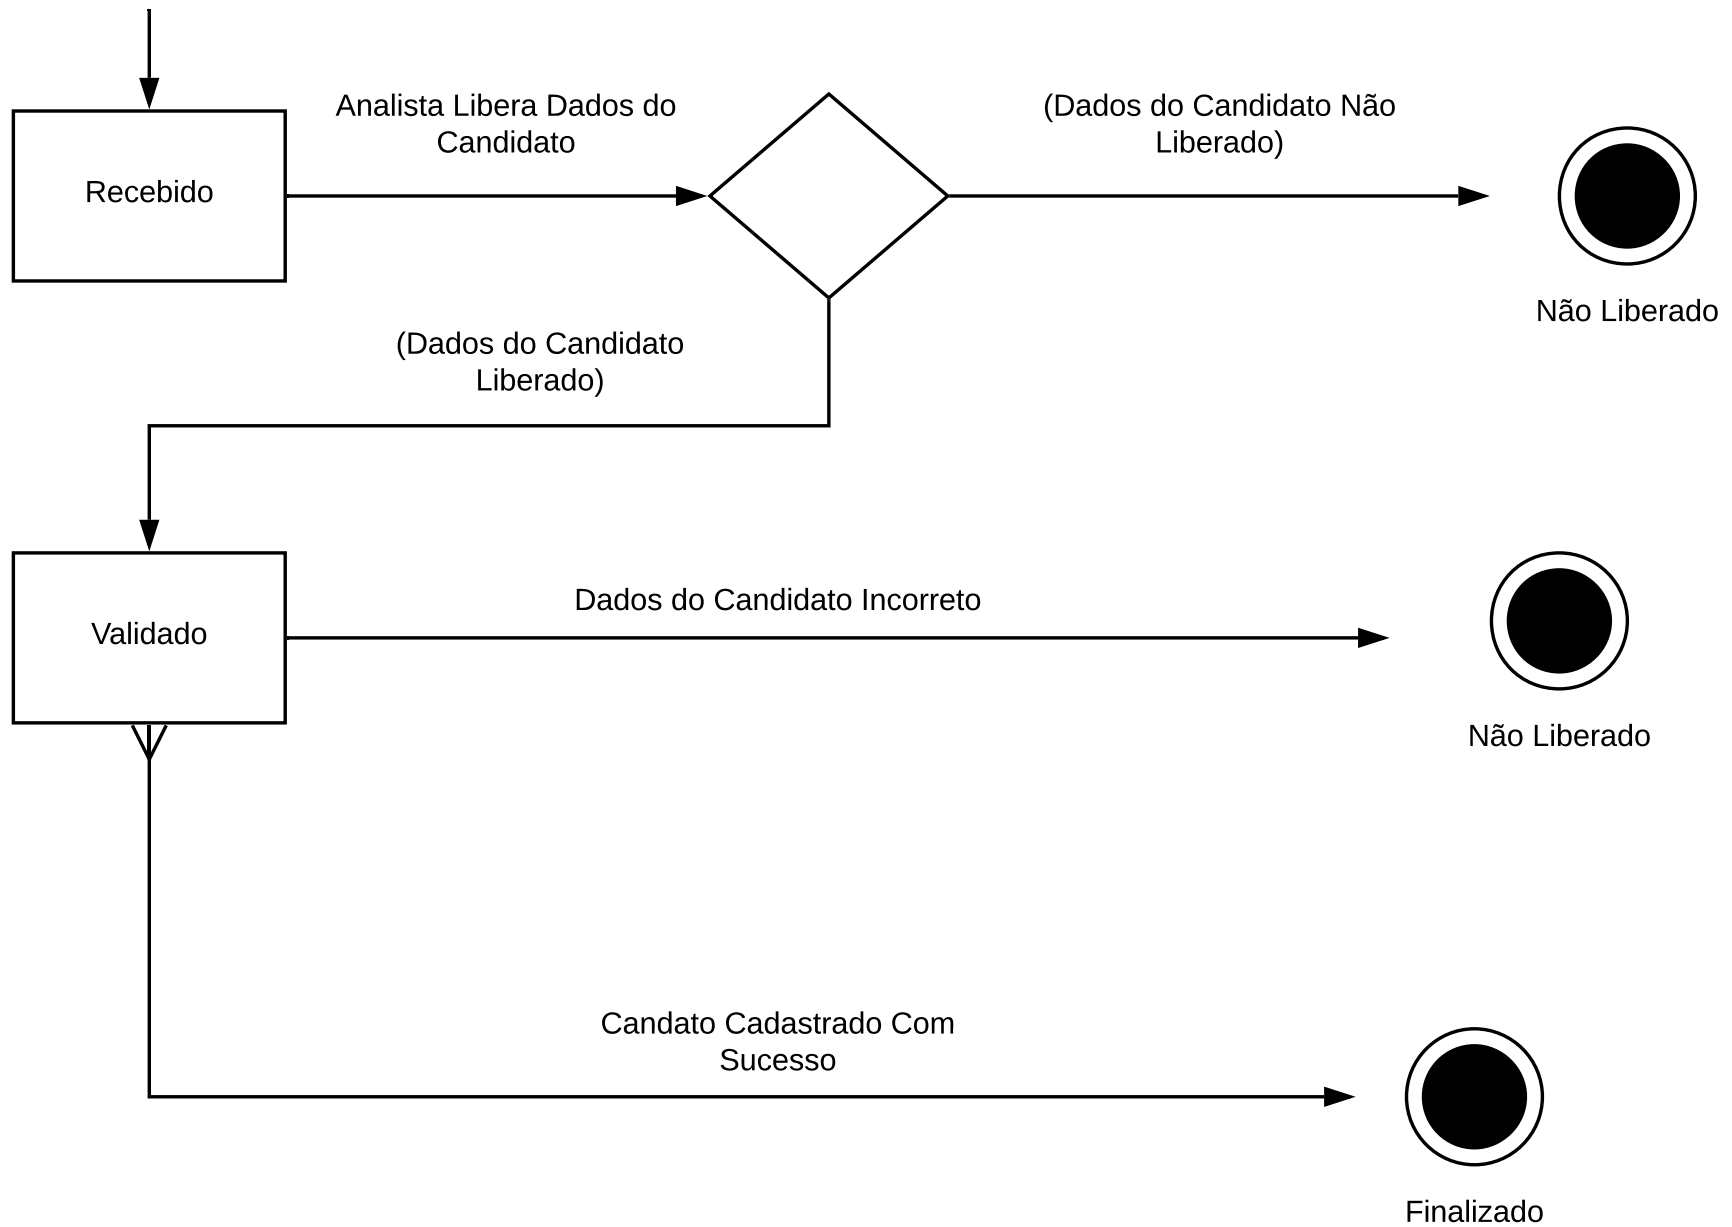 Analista Libera Dados do
Candidato
(Dados do Candidato Não
Liberado)
Recebido
Não Liberado
(Dados do Candidato
Liberado)
Dados do Candidato Incorreto
Validado
Não Liberado
Candato Cadastrado Com
Sucesso
Finalizado